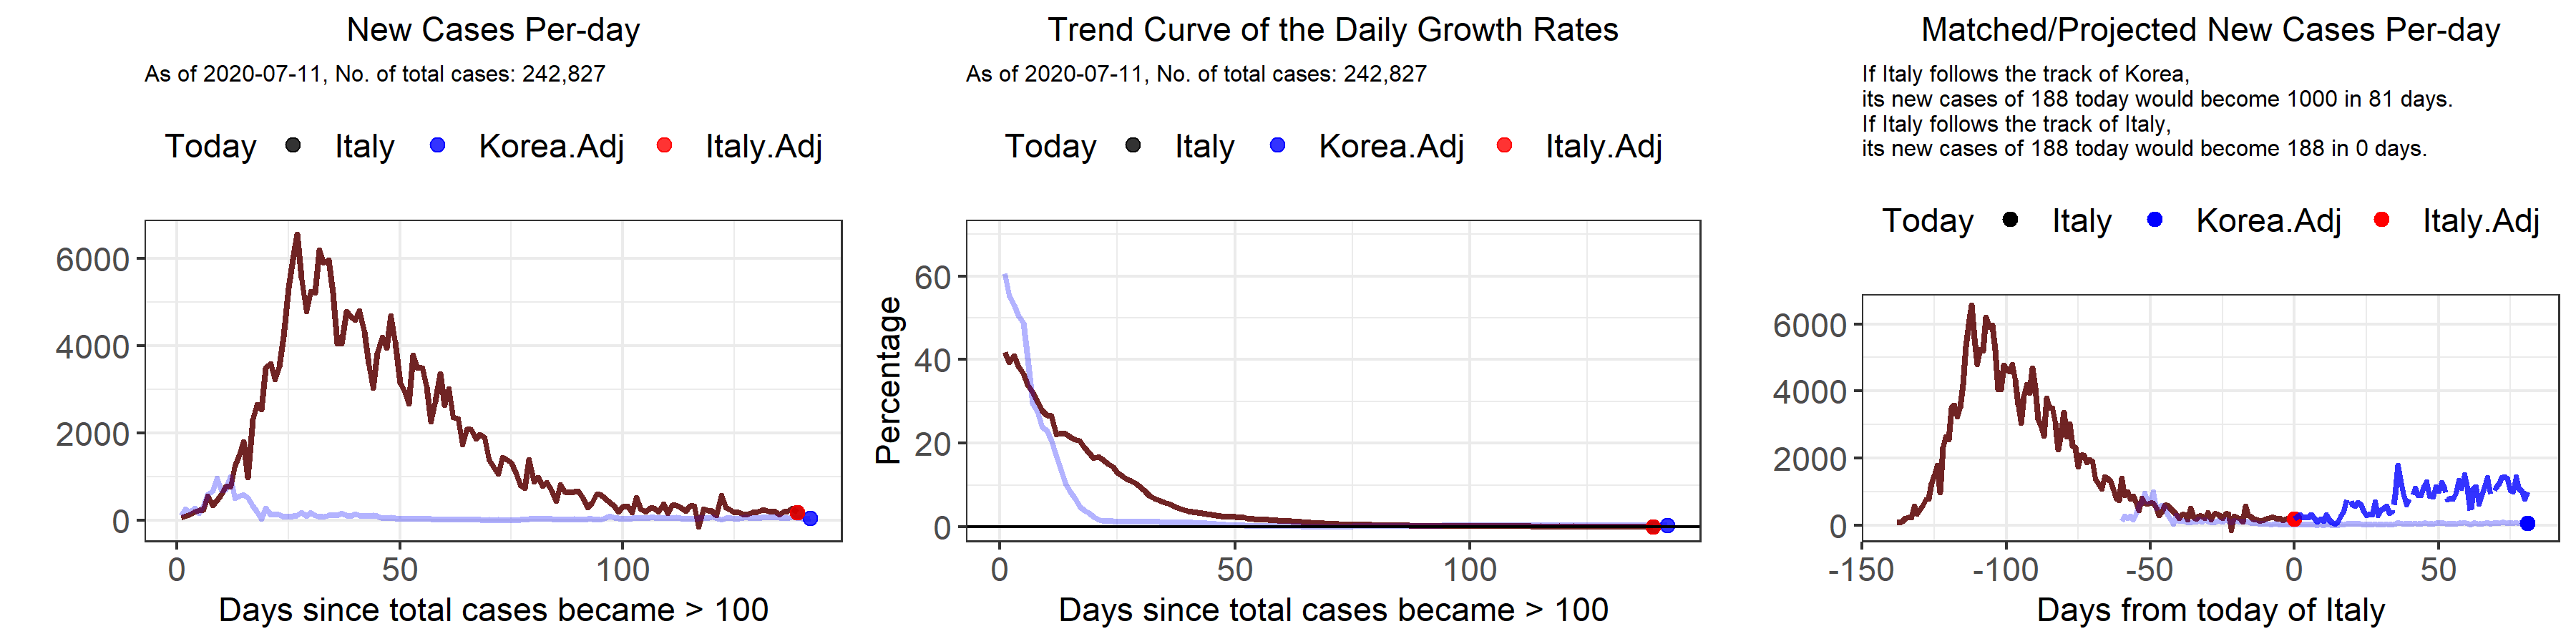 New Cases Per-day
As of 2020-07-11, No. of total cases: 242,827
Today Italy Korea.Adj Italy.Adj
6000
4000
2000
0
0 50 100
Days since total cases became > 100
Trend Curve of the Daily Growth Rates
As of 2020-07-11, No. of total cases: 242,827
Today Italy Korea.Adj Italy.Adj
Percentage
60
40
20
0
0 50 100
Days since total cases became > 100
Matched/Projected New Cases Per-day
If Italy follows the track of Korea,
its new cases of 188 today would become 1000 in 81 days.
If Italy follows the track of Italy,
its new cases of 188 today would become 188 in 0 days.
Today Italy Korea.Adj Italy.Adj
6000
4000
2000
0
-150 -100 -50 0 50
Days from today of Italy